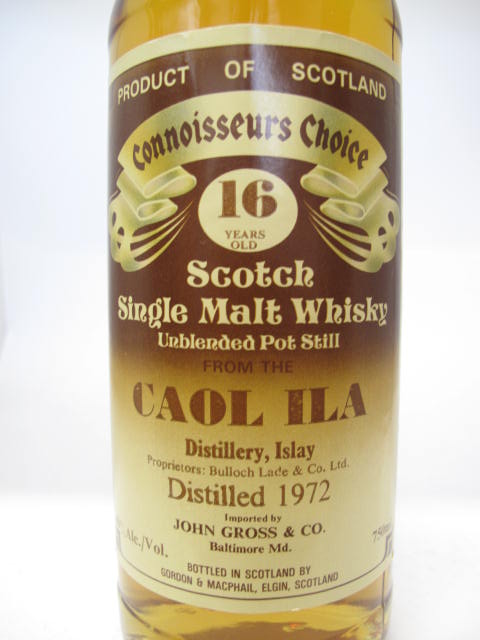 PRODUCT OF SCOTLAND
Connoisseurs Choice
16
YEARS
OLD
Scotch
Single Malt Whisky
Unblended Pot Still
FROM THE
CAOL ILA
Distillery, Islay
Proprietors: Bulloch Lade & Co. Ltd.
Distilled 1972
Imported by
Alc./Vol. JOHN GROSS & CO.
Baltimore Md.
BOTTLED IN SCOTLAND BY
GORDON & MACPHAIL, ELGIN, SCOTLAND